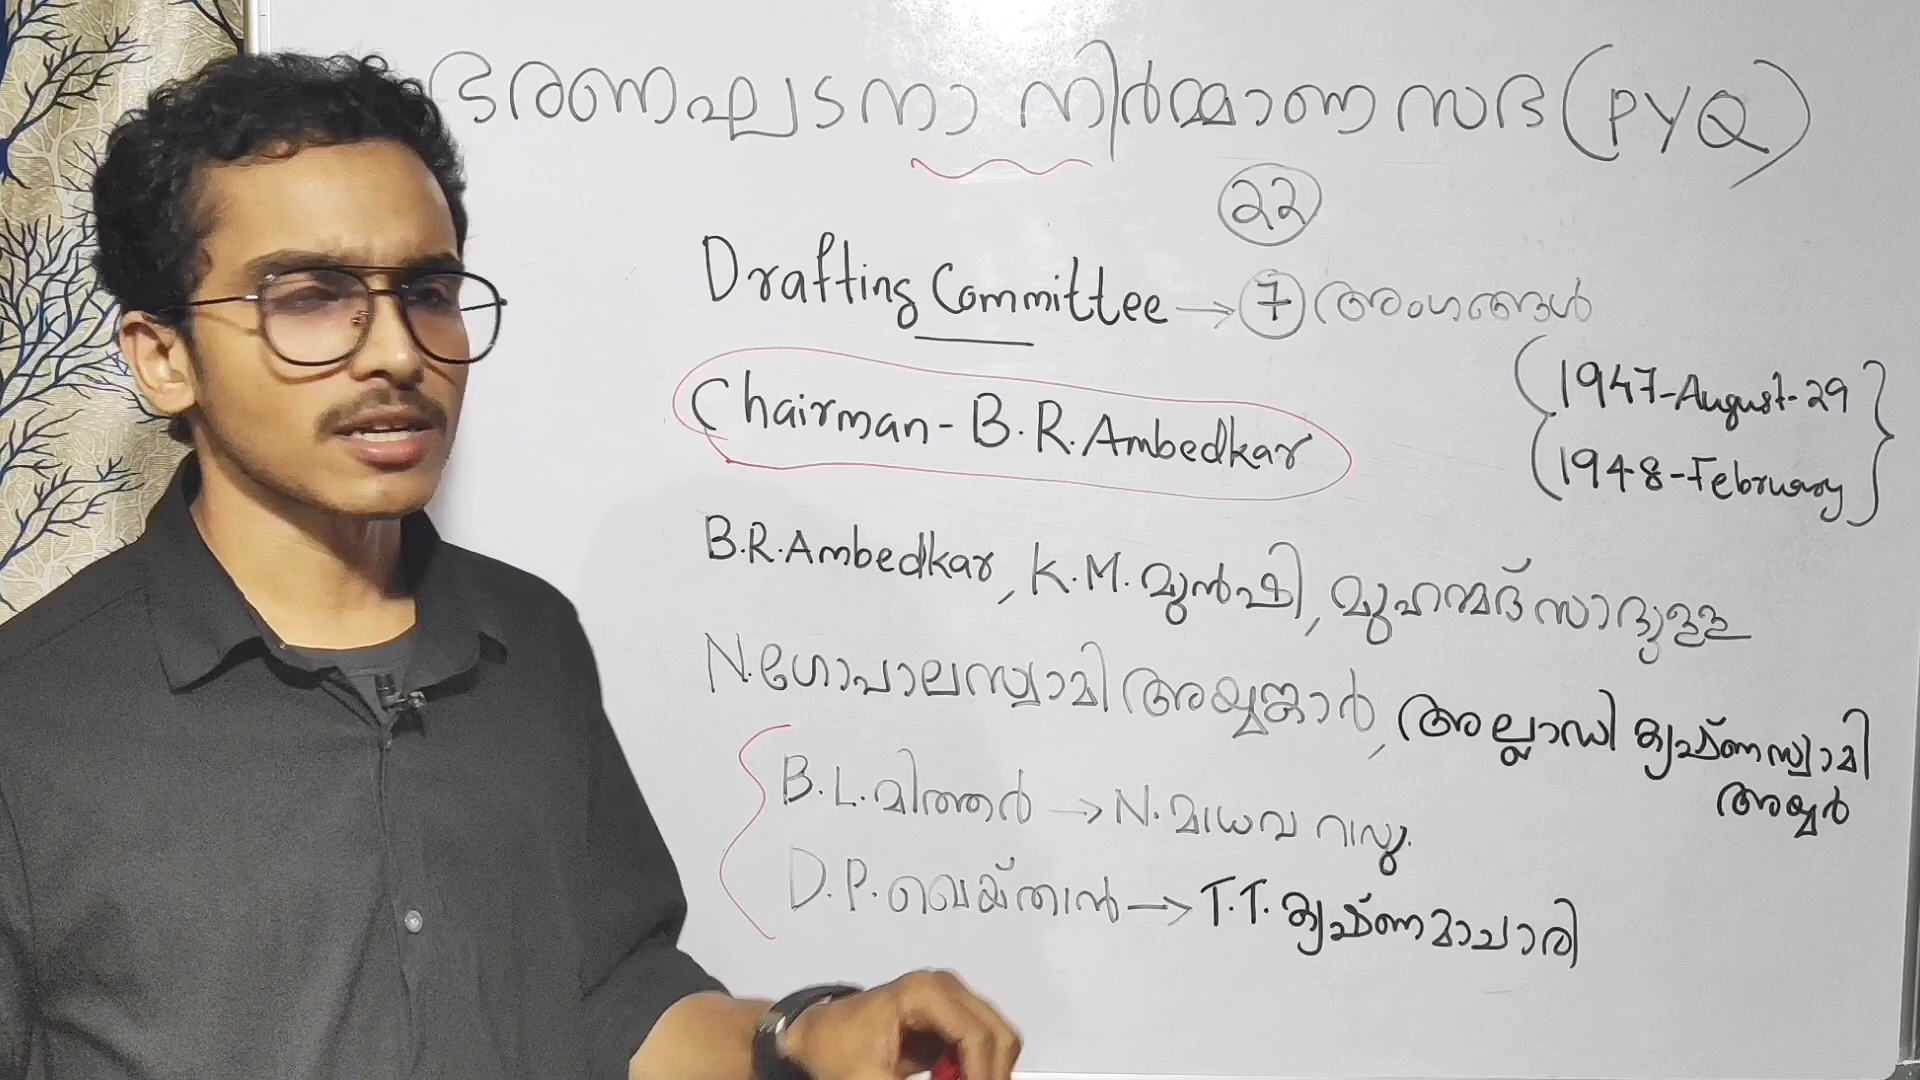 ഭരണഘടനാ നിർമ്മാണ സഭ (PYQ)
22
Drafting Committee → 7 അംഗങ്ങൾ
1947-August-29
Chairman - B.R. Ambedkar
1948-February
B.R.Ambedkar, K.M. മുൻഷി, മുഹമ്മദ് സാദുള്ള
N.ഗോപാലസ്വാമി അയ്യങ്കാർ, അല്ലാഡി കൃഷ്ണസ്വാമി
അയ്യർ
B.L.മിത്തർ → N.മാധവ റാവു.
D.P.ഖെയ്താൻ → T.T.കൃഷ്ണമാചാരി